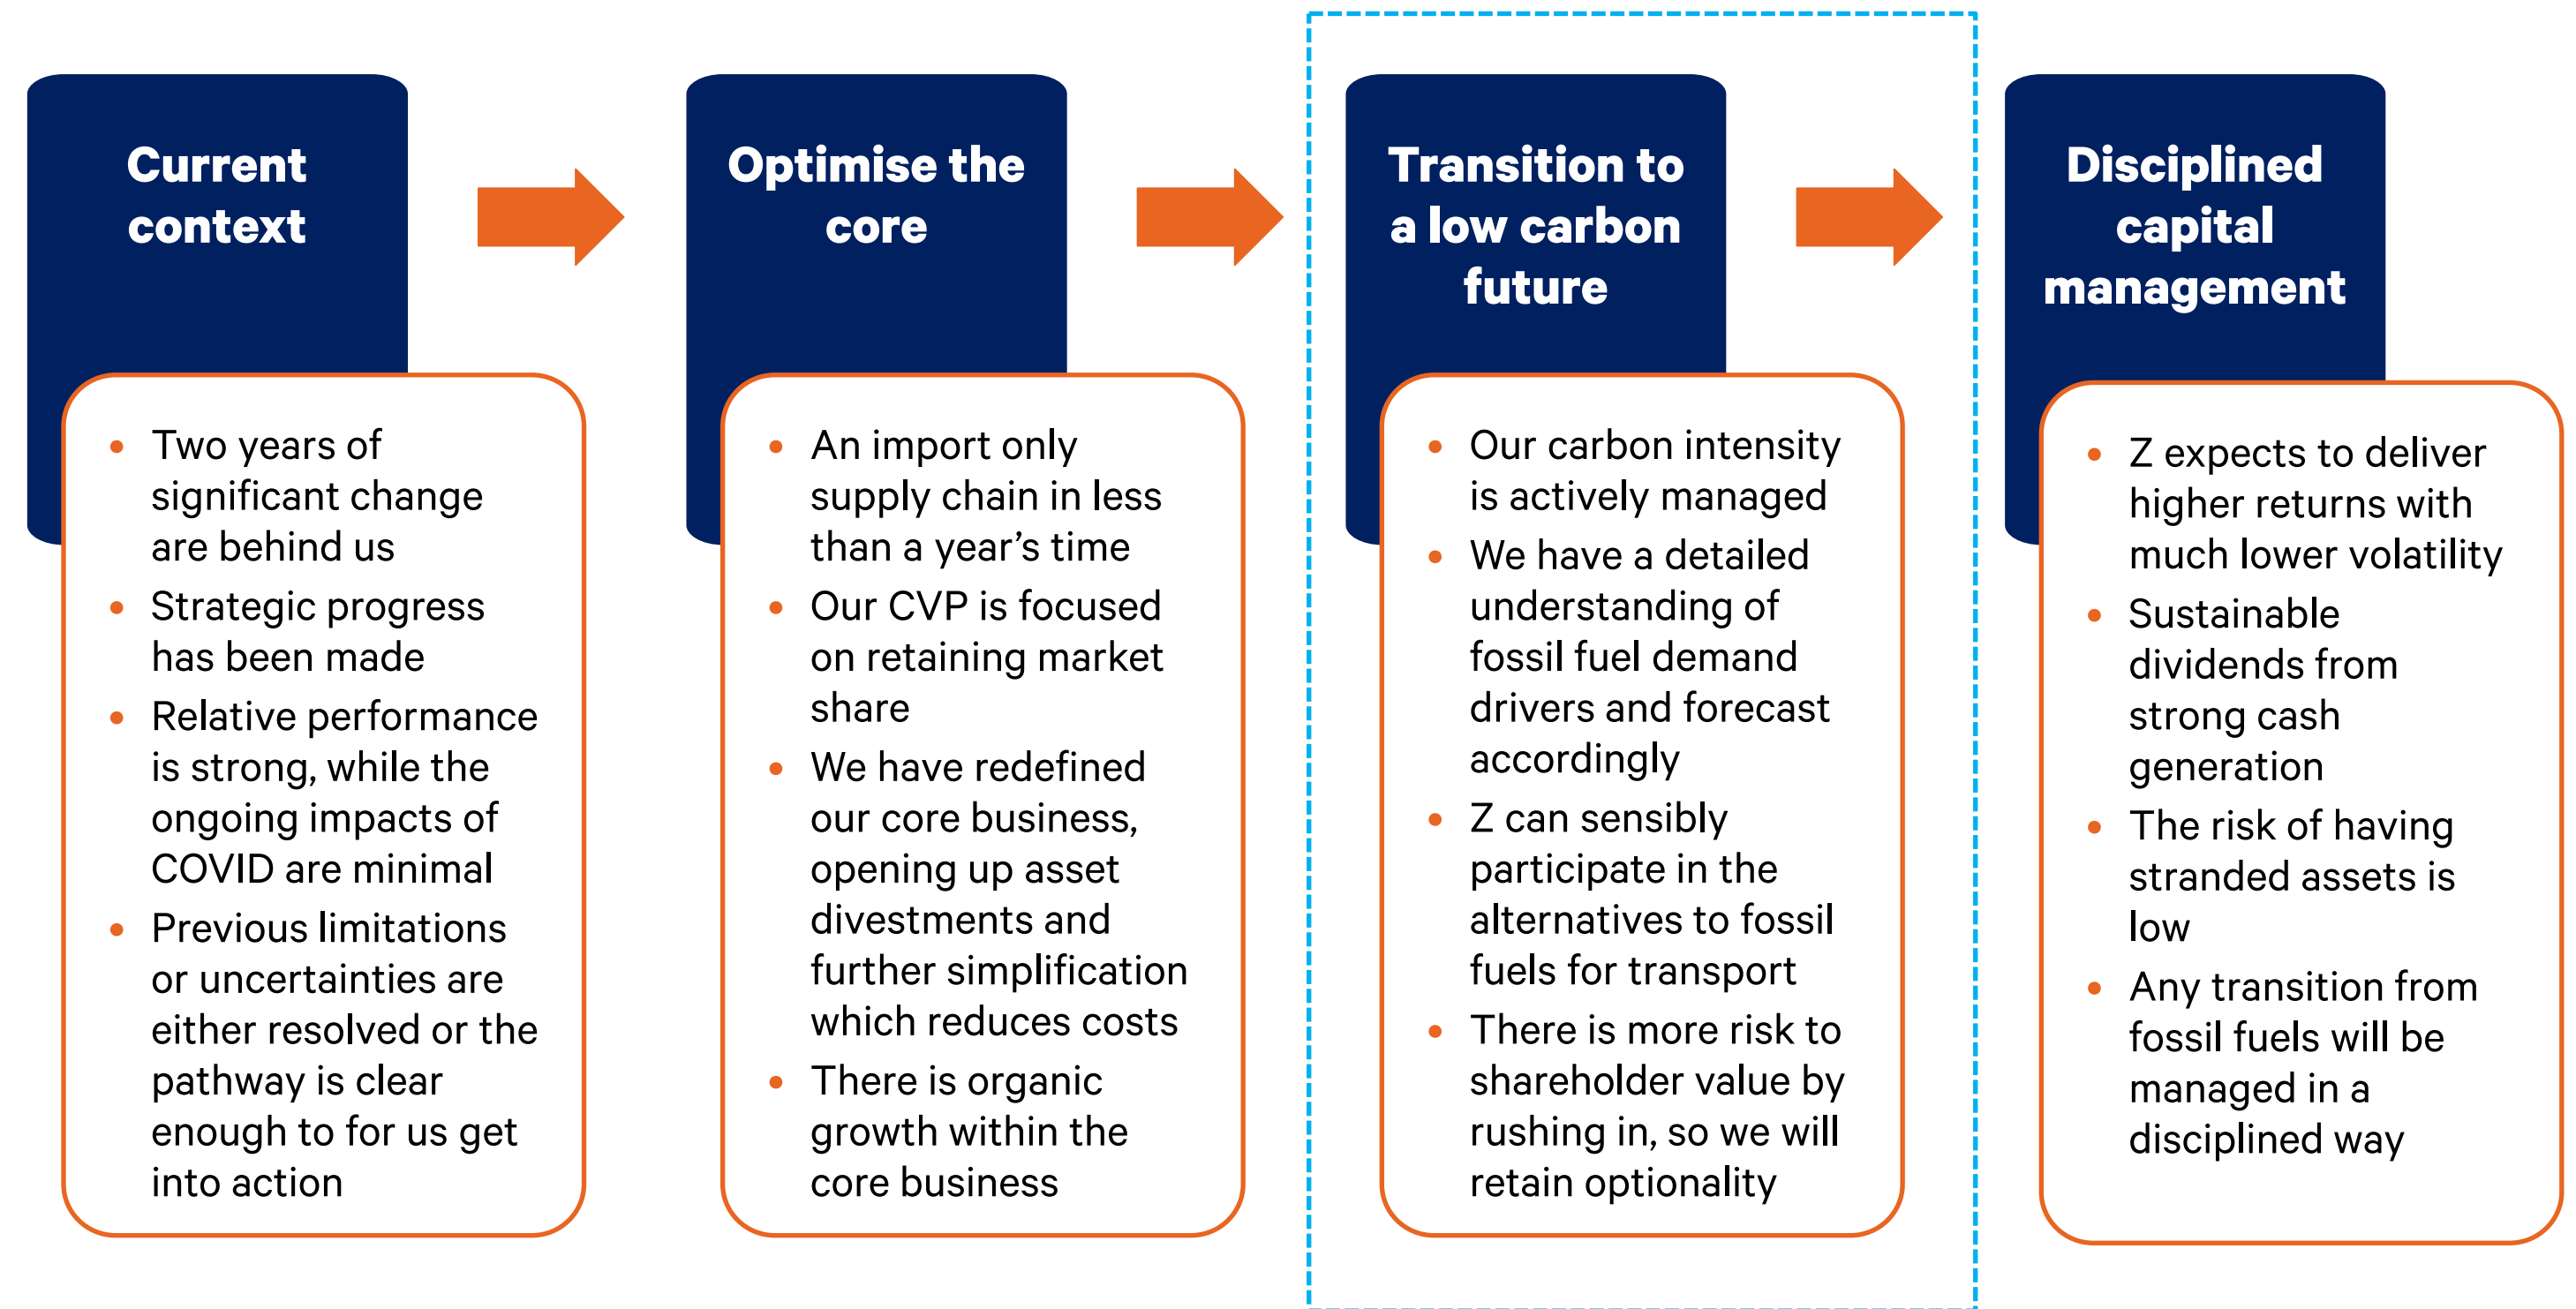 Current
context
• Two years of
significant change
are behind us
• Strategic progress
has been made
• Relative performance
is strong, while the
ongoing impacts of
COVID are minimal
• Previous limitations
or uncertainties are
either resolved or the
pathway is clear
enough to for us get
into action
Optimise the
core
• An import only
supply chain in less
than a year’s time
• Our CVP is focused
on retaining market
share
• We have redefined
our core business,
opening up asset
divestments and
further simplification
which reduces costs
• There is organic
growth within the
core business
Transition to
a low carbon
future
• Our carbon intensity
is actively managed
• We have a detailed
understanding of
fossil fuel demand
drivers and forecast
accordingly
• Z can sensibly
participate in the
alternatives to fossil
fuels for transport
• There is more risk to
shareholder value by
rushing in, so we will
retain optionality
Disciplined
capital
management
• Z expects to deliver
higher returns with
much lower volatility
• Sustainable
dividends from
strong cash
generation
• The risk of having
stranded assets is
low
• Any transition from
fossil fuels will be
managed in a
disciplined way